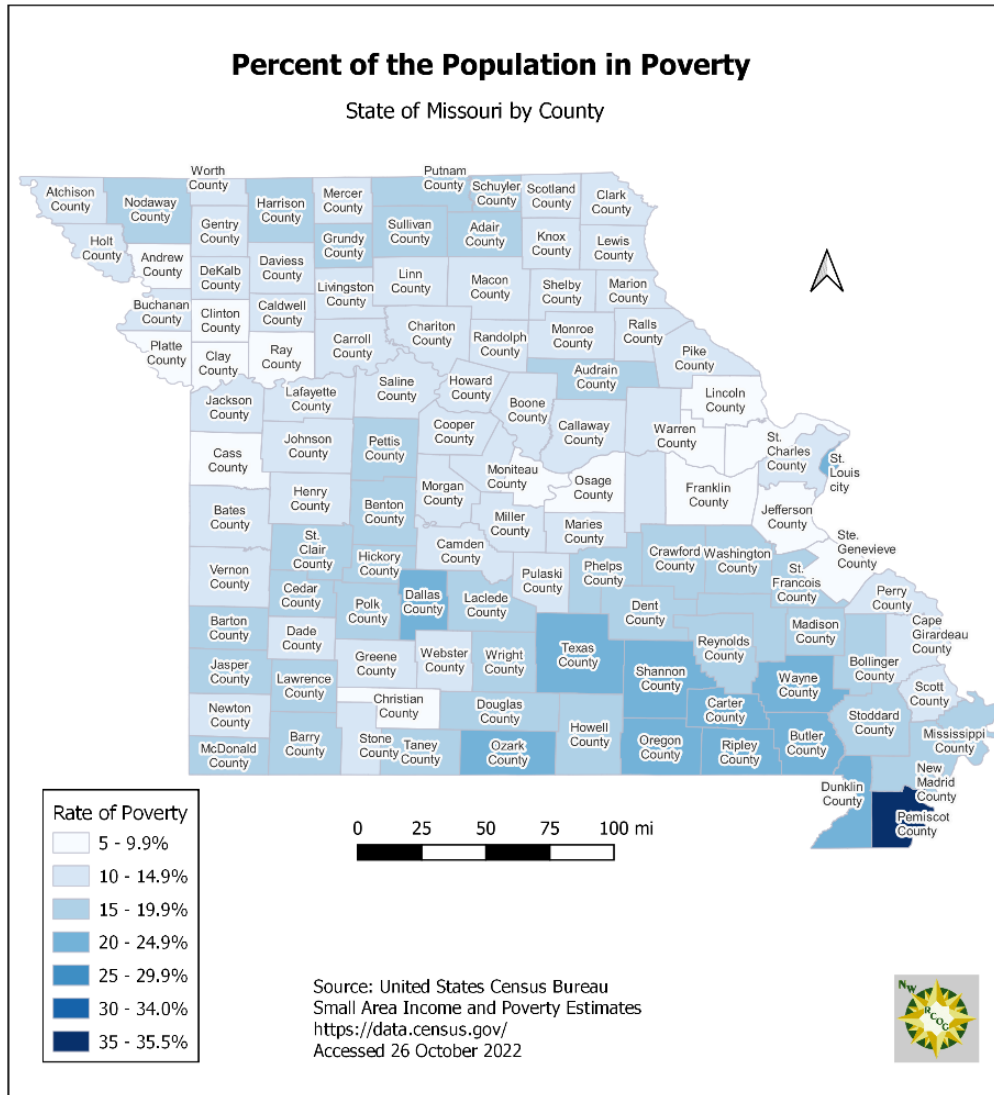 Percent of the Population in Poverty
State of Missouri by County
Worth
County
Putnam
County
Atchison
County
Nodaway
County
Harrison
County
Mercer
County
Schuyler
County
Scotland
County
Clark
County
Holt
County
Gentry
County
Grundy
County
Sullivan
County
Adair
County
Knox
County
Lewis
County
Andrew
County
DeKalb
County
Daviess
County
Livingston
County
Linn
County
Macon
County
Shelby
County
Marion
County
Buchanan
County
Clinton
County
Caldwell
County
Platte
County
Clay
County
Ray
County
Carroll
County
Chariton
County
Randolph
County
Monroe
County
Ralls
County
Pike
County
Audrain
County
Jackson
County
Lafayette
County
Saline
County
Howard
County
Boone
County
Callaway
County
Lincoln
County
Warren
County
St.
Charles
County
St.
Louis
city
Cass
County
Johnson
County
Pettis
County
Cooper
County
Moniteau
County
Osage
County
Franklin
County
Jefferson
County
Bates
County
Henry
County
Benton
County
Morgan
County
Miller
County
Maries
County
Ste.
Genevieve
County
Vernon
County
St.
Clair
County
Hickory
County
Camden
County
Pulaski
County
Phelps
County
Crawford
County
Washington
County
St.
Francois
County
Perry
County
Cedar
County
Polk
County
Dallas
County
Laclede
County
Dent
County
Reynolds
County
Madison
County
Cape
Girardeau
County
Barton
County
Dade
County
Greene
County
Webster
County
Wright
County
Texas
County
Shannon
County
Wayne
County
Bollinger
County
Jasper
County
Lawrence
County
Christian
County
Douglas
County
Howell
County
Carter
County
Butler
County
Stoddard
County
Scott
County
Mississippi
County
Newton
County
McDonald
County
Barry
County
Stone
County
Taney
County
Ozark
County
Oregon
County
Ripley
County
Dunklin
County
New
Madrid
County
Pemiscot
County
Rate of Poverty
5 - 9.9%
10 - 14.9%
15 - 19.9%
20 - 24.9%
25 - 29.9%
30 - 34.0%
35 - 35.5%
0 25 50 75 100 mi
Source: United States Census Bureau
Small Area Income and Poverty Estimates
https://data.census.gov/
Accessed 26 October 2022
NW
RCOG